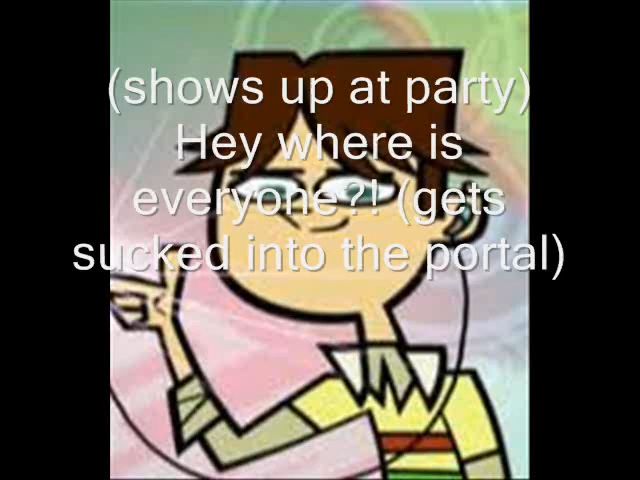 (shows up at party)
Hey where is
everyone?! (gets
sucked into the portal)